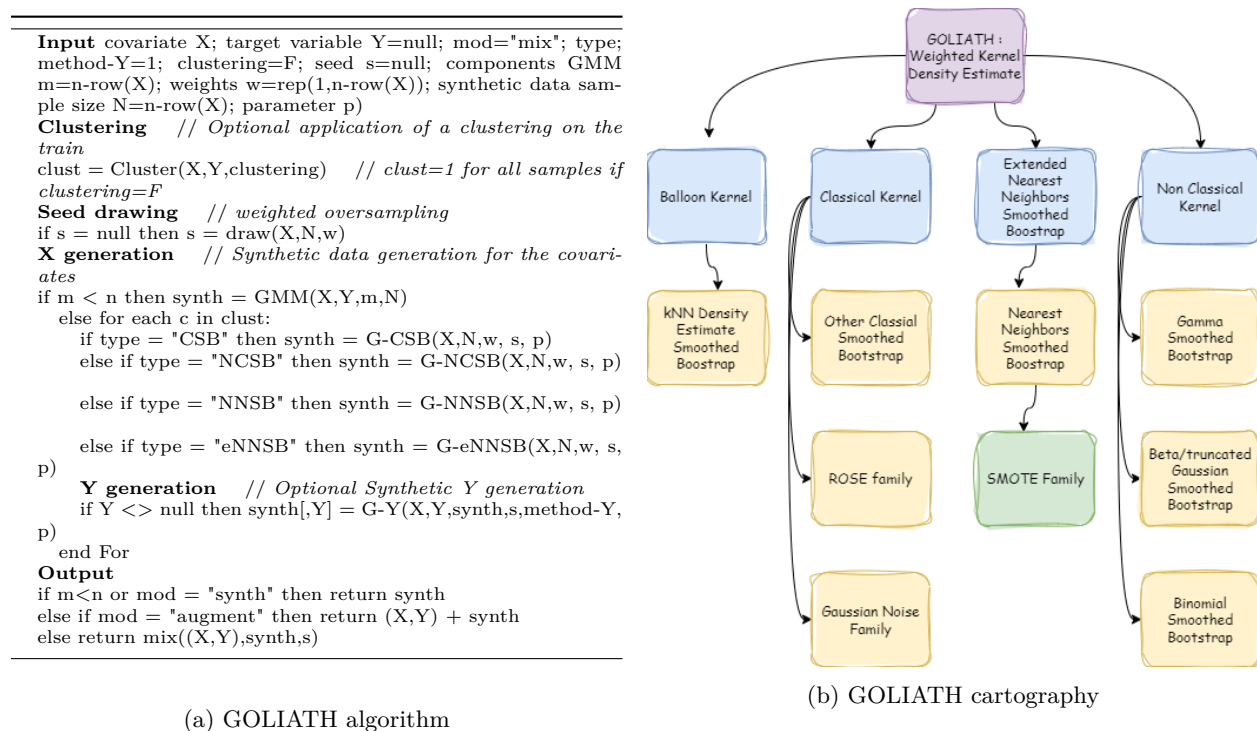 Input covariate X; target variable Y=null; mod="mix"; type;
method-Y=1; clustering=F; seed s=null; components GMM
m=n-row(X); weights w=rep(1,n-row(X)); synthetic data sam-
ple size N=n-row(X); parameter p)
Clustering // Optional application of a clustering on the
train
clust = Cluster(X,Y,clustering) // clust=1 for all samples if
clustering=F
Seed drawing // weighted oversampling
if s = null then s = draw(X,N,w)
X generation // Synthetic data generation for the covari-
ates
if m < n then synth = GMM(X,Y,m,N)
else for each c in clust:
if type = "CSB" then synth = G-CSB(X,N,w, s, p)
else if type = "NCSB" then synth = G-NCSB(X,N,w, s, p)
else if type = "NNSB" then synth = G-NNSB(X,N,w, s, p)
else if type = "eNNSB" then synth = G-eNNSB(X,N,w, s,
p)
Y generation // Optional Synthetic Y generation
if Y <> null then synth[,Y] = G-Y(X,Y,synth,s,method-Y,
p)
end For
Output
if m<n or mod = "synth" then return synth
else if mod = "augment" then return (X,Y) + synth
else return mix((X,Y),synth,s)
(a) GOLIATH algorithm
GOLIATH :
Weighted Kernel
Density Estimate
Balloon Kernel
Classical Kernel
Extended
Nearest
Neighbors
Smoothed
Boostrap
Non Classical
Kernel
kNN Density
Estimate
Smoothed
Boostrap
Other Classial
Smoothed
Bootstrap
Nearest
Neighbors
Smoothed
Boostrap
Gamma
Smoothed
Bootstrap
ROSE family
SMOTE Family
Beta/truncated
Gaussian
Smoothed
Bootstrap
Gaussian Noise
Family
Binomial
Smoothed
Bootstrap
(b) GOLIATH cartography